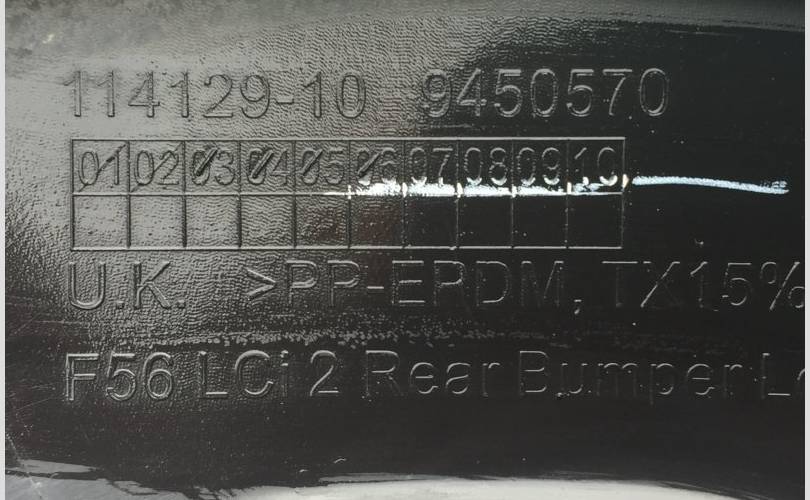 114129-10 9450570
01 02 03 04 05 06 07 08 09 10
U.K. >PP-EPDM, TX15%
F56 LCi 2 Rear Bumper